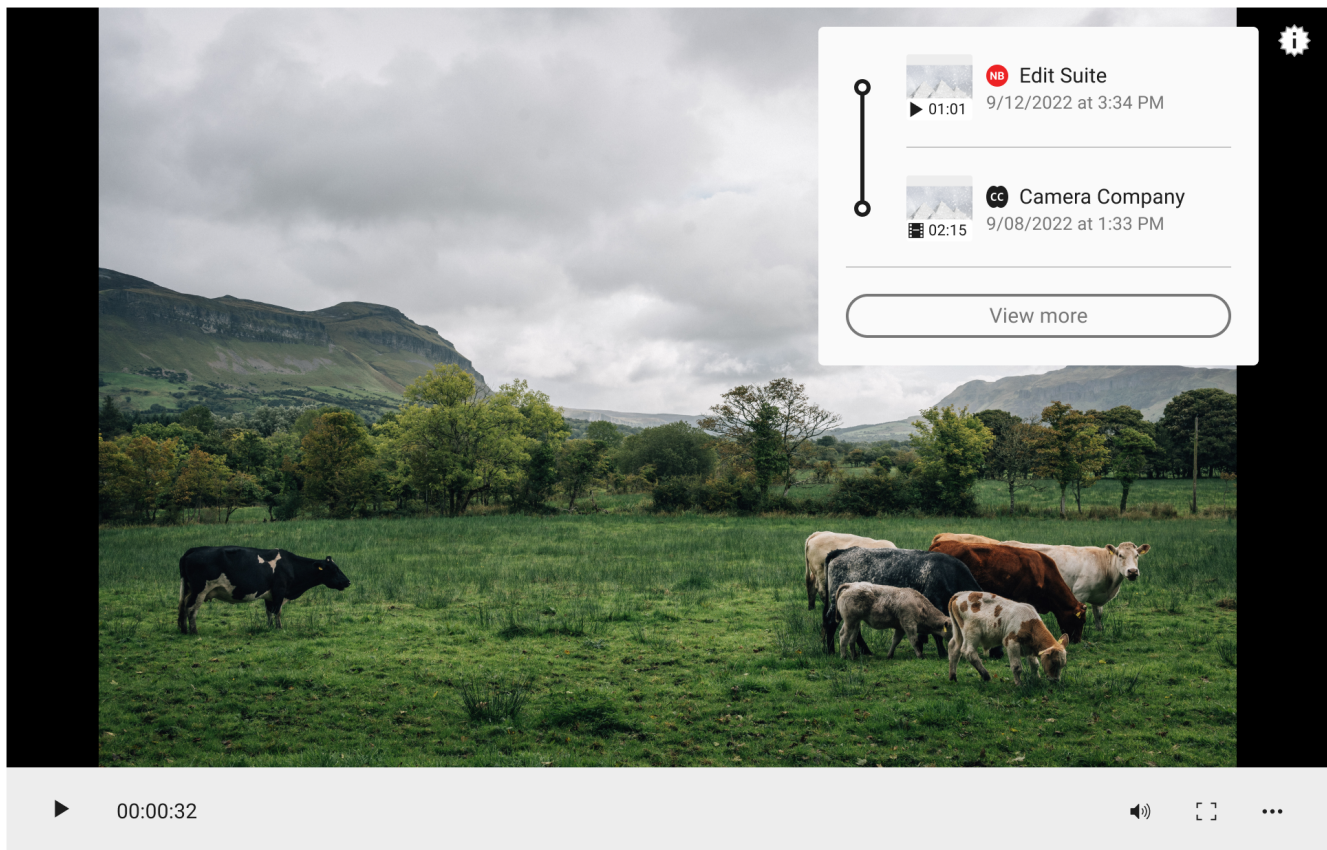 i
NB Edit Suite
9/12/2022 at 3:34 PM
01:01
CC Camera Company
9/08/2022 at 1:33 PM
02:15
View more
00:00:32